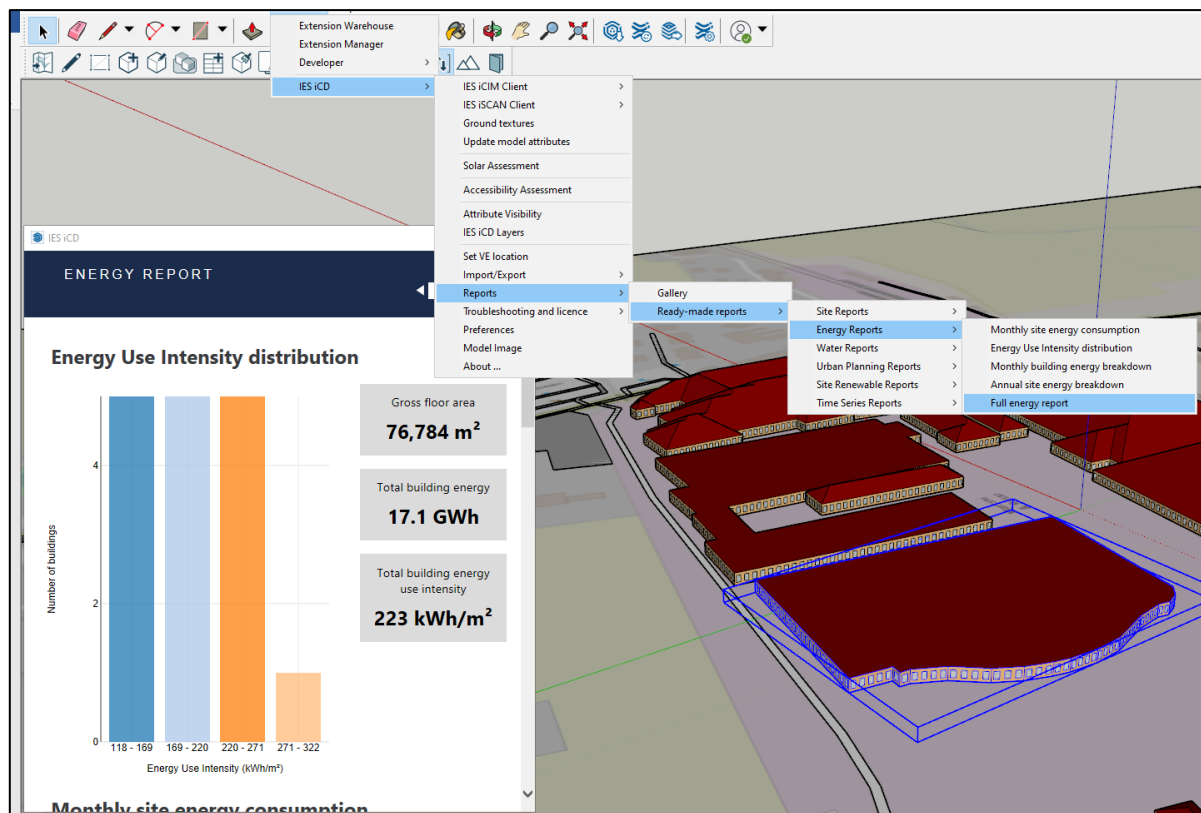 Extension Warehouse
Extension Manager
Developer
IES iCD
IES iCIM Client
IES iSCAN Client
Ground textures
Update model attributes
Solar Assessment
Accessibility Assessment
Attribute Visibility
IES iCD Layers
Set VE location
Import/Export
Reports
Troubleshooting and licence
Preferences
Model Image
About ...
Gallery
Ready-made reports
Site Reports
Energy Reports
Water Reports
Urban Planning Reports
Site Renewable Reports
Time Series Reports
Monthly site energy consumption
Energy Use Intensity distribution
Monthly building energy breakdown
Annual site energy breakdown
Full energy report
IES iCD
ENERGY REPORT
Energy Use Intensity distribution
Number of buildings
4
2
0
118 - 169 169 - 220 220 - 271 271 - 322
Energy Use Intensity (kWh/m²)
Gross floor area
76,784 m²
Total building energy
17.1 GWh
Total building energy
use intensity
223 kWh/m²
Monthly site energy consumption